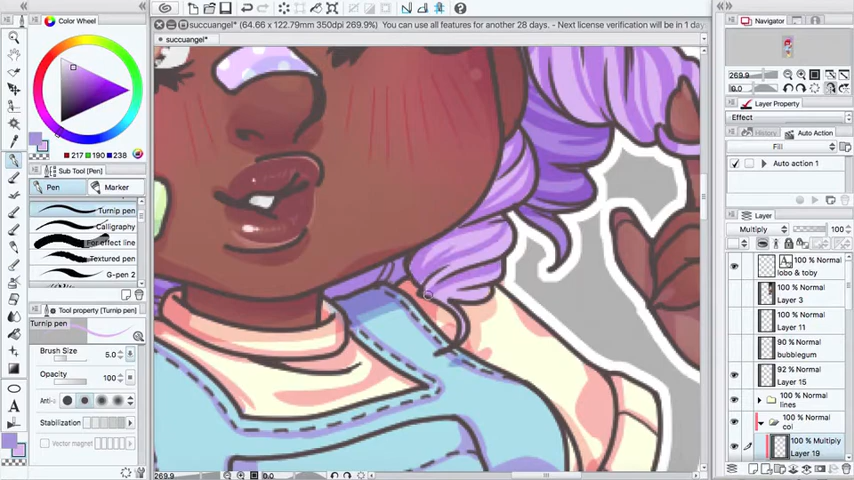 Color Wheel
succuangel* (64.66 x 122.79mm 350dpi 269.9%) You can use all features for another 28 days. - Next license verification will be in 1 da
succuangel*
Navigator
269.9
0.0
Layer Property
Effect
History
Auto Action
Fill
Auto action 1
217 190 238
Sub Tool [Pen]
Pen
Marker
Turnip pen
Calligraphy
For effect line
Textured pen
G-pen 2
Tool property [Turnip pen]
Turnip pen
Brush Size 5.0
Opacity 100
Anti-a
Stabilization
Vector magnet
Layer
Multiply 100
100 % Normal
lobo & toby
100 % Normal
Layer 3
100 % Normal
Layer 11
90 % Normal
bubblegum
92 % Normal
Layer 15
100 % Normal
lines
100 % Normal
col
100 % Multiply
Layer 19
269.9 0.0